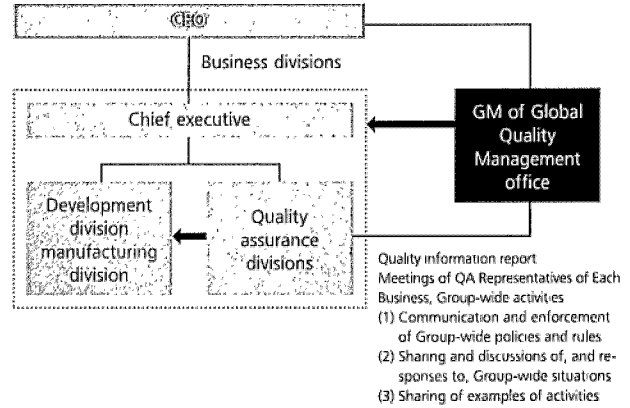 CEO
Business divisions
Chief executive
GM of Global
Quality
Management
office
Development
division
manufacturing
division
Quality
assurance
divisions
Quality information report
Meetings of QA Representatives of Each
Business, Group-wide activities
(1) Communication and enforcement
of Group-wide policies and rules
(2) Sharing and discussions of, and re-
sponses to, Group-wide situations
(3) Sharing of examples of activities